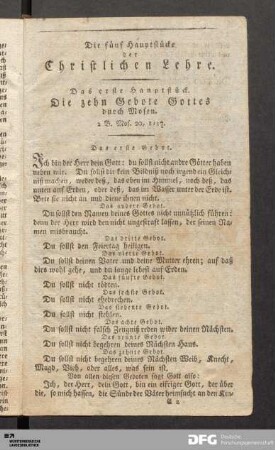 Die fünf Hauptstücke
der
Christlichen Lehre.
Das erste Hauptstück.
Die zehn Gebote Gottes
durch Mosen.
2 B. Mos. 20, 1:17.
Das erste Gebot.
Ich bin der Herr dein Gott: du sollst nicht andre Götter haben
neben mir. Du sollst dir kein Bildniß noch irgend ein Gleich-
niß machen, weder deß, das oben im Himmel, noch deß, das
unten auf Erden, oder deß, das im Wasser unter der Erde ist.
Bete sie nicht an und diene ihnen nicht.
Das andere Gebot.
Du sollst den Namen deines Gottes nicht unnützlich führen:
denn der Herr wird den nicht ungestraft lassen, der seinen Na-
men mißbraucht.
Das dritte Gebot.
Du sollst den Feiertag heiligen.
Das vierte Gebot.
Du sollst deinen Vater und deine Mutter ehren; auf daß
dies wohl gehe, und du lange lebest auf Erden.
Das fünfte Gebot.
Du sollst nicht tödten.
Das sechste Gebot.
Du sollst nicht ehebrechen.
Das siebente Gebot.
Du sollst nicht stehlen.
Das achte Gebot.
Du sollst nicht falsch Zeugniß reden wider deinen Nächsten.
Das neunte Gebot.
Du sollst nicht begehren deines Nächsten Haus.
Das zehnte Gebot.
Du sollst nicht begehren deines Nächsten Weib, Knecht,
Magd, Vieh, oder alles, was sein ist.
Von allen diesen Geboten sagt Gott also:
Ich, der Herr, dein Gott, bin ein eifriger Gott, der über
die, so mich hassen, die Sünde der Väter heimsucht an den Kin-
SACHSEN-ANHALT
DFG
Deutsche
Forschungsgemeinschaft